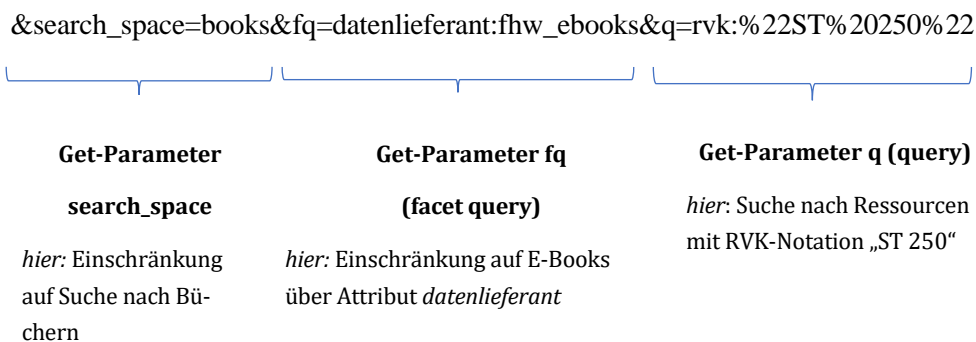 &search_space=books&fq=datenlieferant:fhw_ebooks&q=rvk:%22ST%20250%22
Get-Parameter
search_space
hier: Einschränkung
auf Suche nach Bü-
chern
Get-Parameter fq
(facet query)
hier: Einschränkung auf E-Books
über Attribut datenlieferant
Get-Parameter q (query)
hier: Suche nach Ressourcen
mit RVK-Notation „ST 250“